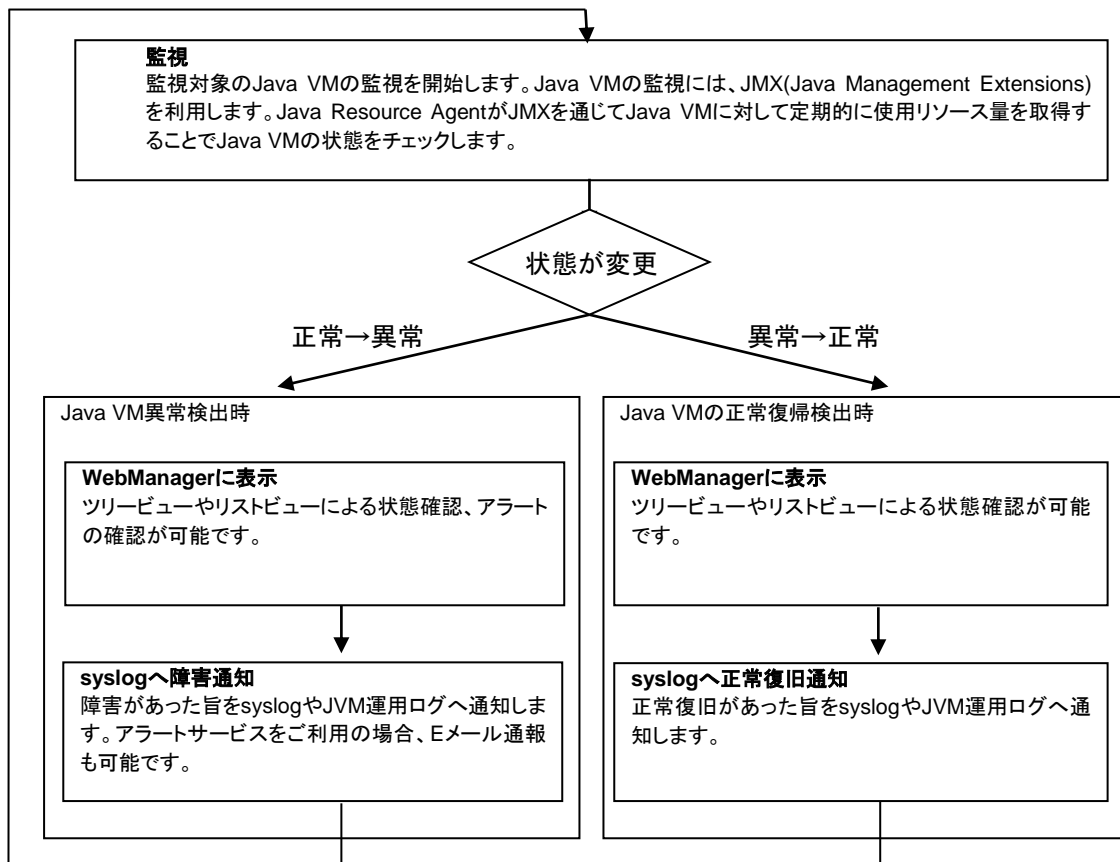 監視
監視対象のJava VMの監視を開始します。Java VMの監視には、JMX(Java Management Extensions)
を利用します。Java Resource AgentがJMXを通じてJava VMに対して定期的に使用リソース量を取得す
ることでJava VMの状態をチェックします。
状態が変更
正常→異常
異常→正常
Java VM異常検出時
WebManagerに表示
ツリービューやリストビューによる状態確認、アラート
の確認が可能です。
syslogへ障害通知
障害があった旨をsyslogやJVM運用ログへ通知しま
す。アラートサービスをご利用の場合、Eメール通報
も可能です。
Java VMの正常復帰検出時
WebManagerに表示
ツリービューやリストビューによる状態確認が可能
です。
syslogへ正常復旧通知
正常復旧があった旨をsyslogやJVM運用ログへ通
知します。